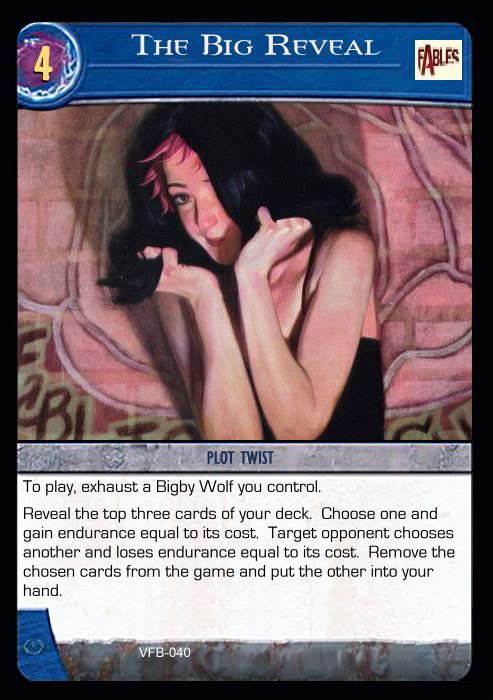 4
The Big Reveal
FABLES
PLOT TWIST
To play, exhaust a Bigby Wolf you control.
Reveal the top three cards of your deck. Choose one and
gain endurance equal to its cost. Target opponent chooses
another and loses endurance equal to its cost. Remove the
chosen cards from the game and put the other into your
hand.
VFB-040